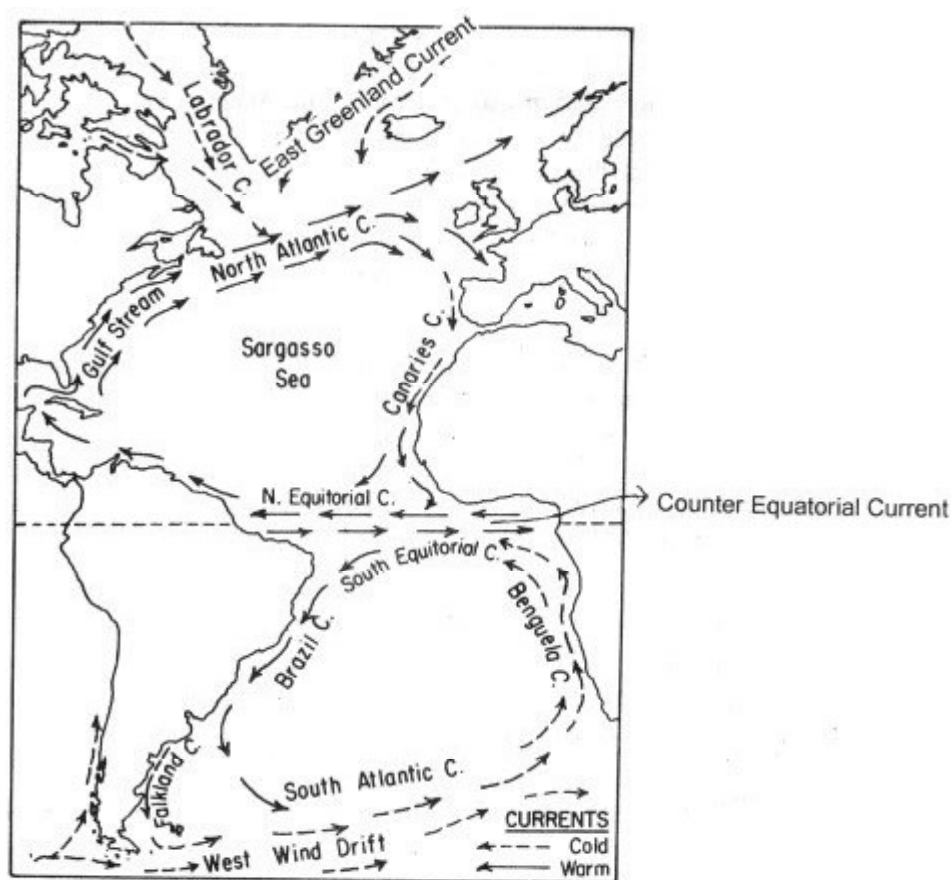 East Greenland Current
Labrador C.
North Atlantic C.
Gulf Stream
Sargasso
Sea
Canaries C.
N. Equitorial C.
Counter Equatorial Current
South Equitorial C.
Brazil C.
Benguela C.
Falkland C.
South Atlantic C.
West Wind Drift
CURRENTS
Cold
Warm